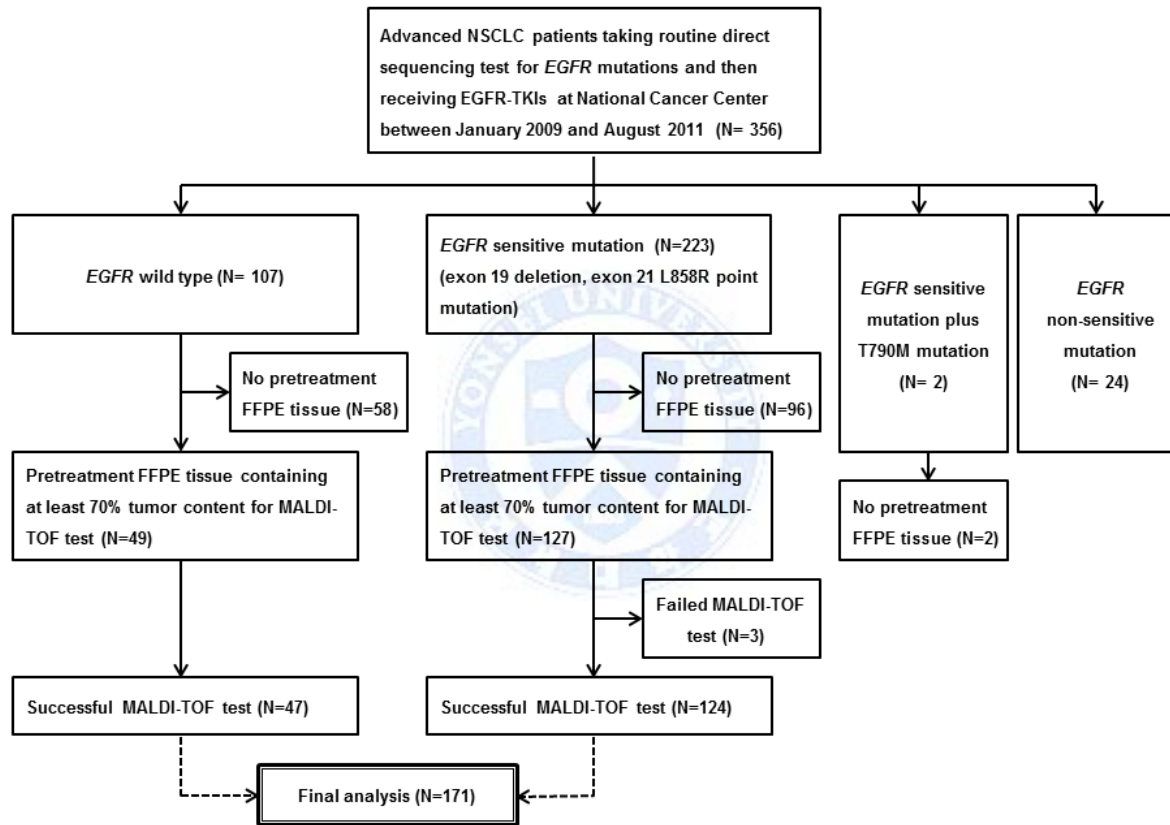 Advanced NSCLC patients taking routine direct
sequencing test for EGFR mutations and then
receiving EGFR-TKIs at National Cancer Center
between January 2009 and August 2011 (N= 356)
EGFR wild type (N= 107)
EGFR sensitive mutation (N=223)
(exon 19 deletion, exon 21 L858R point
mutation)
EGFR sensitive
mutation plus
T790M mutation
(N= 2)
EGFR
non-sensitive
mutation
(N= 24)
No pretreatment
FFPE tissue (N=58)
No pretreatment
FFPE tissue (N=96)
Pretreatment FFPE tissue containing
at least 70% tumor content for MALDI-
TOF test (N=49)
Pretreatment FFPE tissue containing
at least 70% tumor content for MALDI-
TOF test (N=127)
No pretreatment
FFPE tissue (N=2)
Failed MALDI-TOF
test (N=3)
Successful MALDI-TOF test (N=47)
Successful MALDI-TOF test (N=124)
Final analysis (N=171)